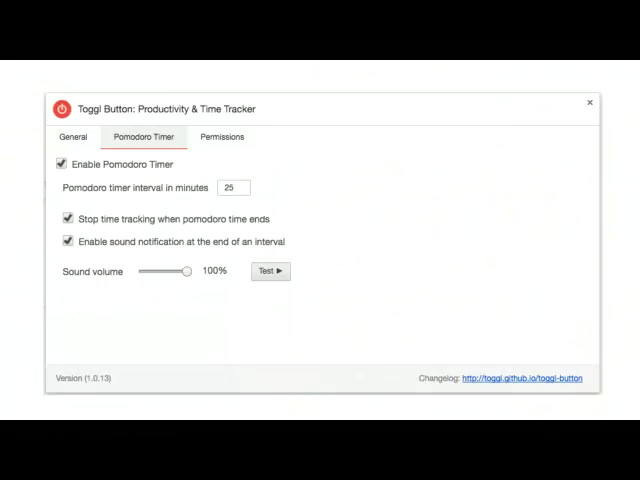 Toggl Button: Productivity & Time Tracker
General Pomodoro Timer Permissions
Enable Pomodoro Timer
Pomodoro timer interval in minutes 25
Stop time tracking when pomodoro time ends
Enable sound notification at the end of an interval
Sound volume 100% Test
Version (1.0.13) Changelog: http://toggl.github.io/toggl-button